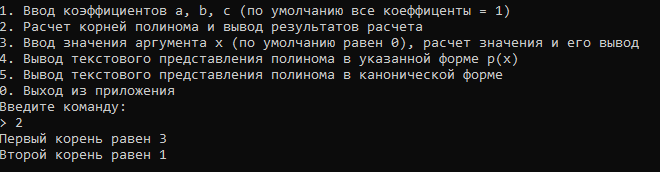 1. Ввод коэффициентов a, b, c (по умолчанию все коеффиценты = 1)
2. Расчет корней полинома и вывод результатов расчета
3. Ввод значения аргумента x (по умолчанию равен 0), расчет значения и его вывод
4. Вывод текстового представления полинома в указанной форме p(x)
5. Вывод текстового представления полинома в канонической форме
0. Выход из приложения
Введите команду:
> 2
Первый корень равен 3
Второй корень равен 1